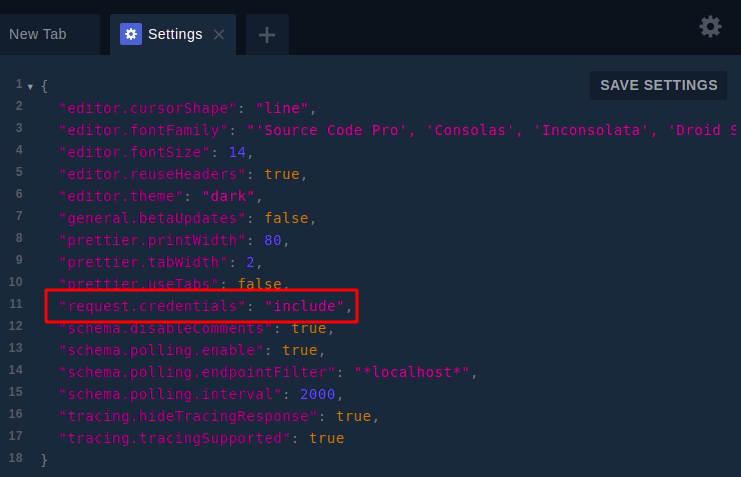 New Tab
Settings
SAVE SETTINGS
1 {
2 "editor.cursorShape": "line",
3 "editor.fontFamily": "'Source Code Pro', 'Consolas', 'Inconsolata', 'Droid S
4 "editor.fontSize": 14,
5 "editor.reuseHeaders": true,
6 "editor.theme": "dark",
7 "general.betaUpdates": false,
8 "prettier.printWidth": 80,
9 "prettier.tabWidth": 2,
10 "prettier.useTabs": false,
11 "request.credentials": "include",
12 "schema.disableComments": true,
13 "schema.polling.enable": true,
14 "schema.polling.endpointFilter": "*localhost*",
15 "schema.polling.interval": 2000,
16 "tracing.hideTracingResponse": true,
17 "tracing.tracingSupported": true
18 }